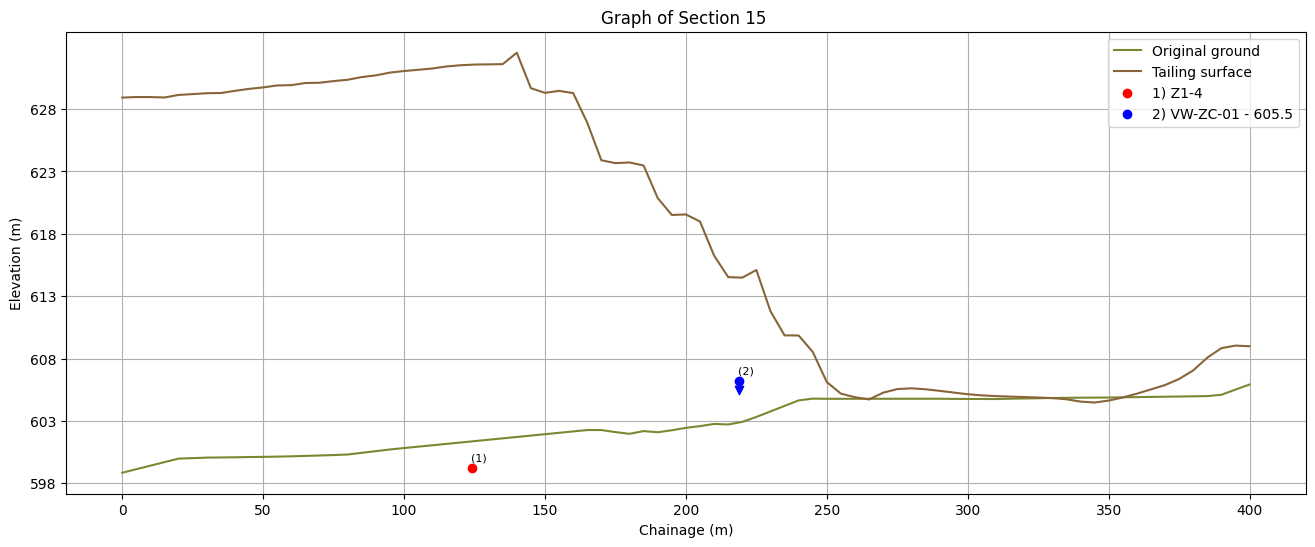 Graph of Section 15
Original ground
Tailing surface
1) Z1-4
2) VW-ZC-01 - 605.5
Elevation (m)
628
623
618
613
608
603
598
(2)
(1)
0 50 100 150 200 250 300 350 400
Chainage (m)